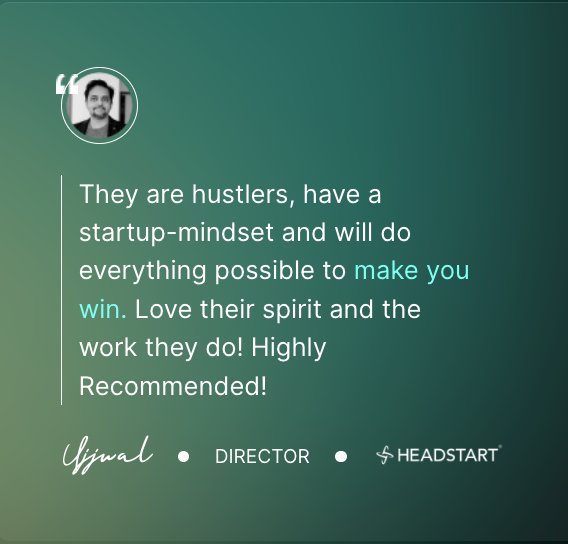 “
They are hustlers, have a
startup-mindset and will do
everything possible to make you
win. Love their spirit and the
work they do! Highly
Recommended!
Ujjwal • DIRECTOR • HEADSTART